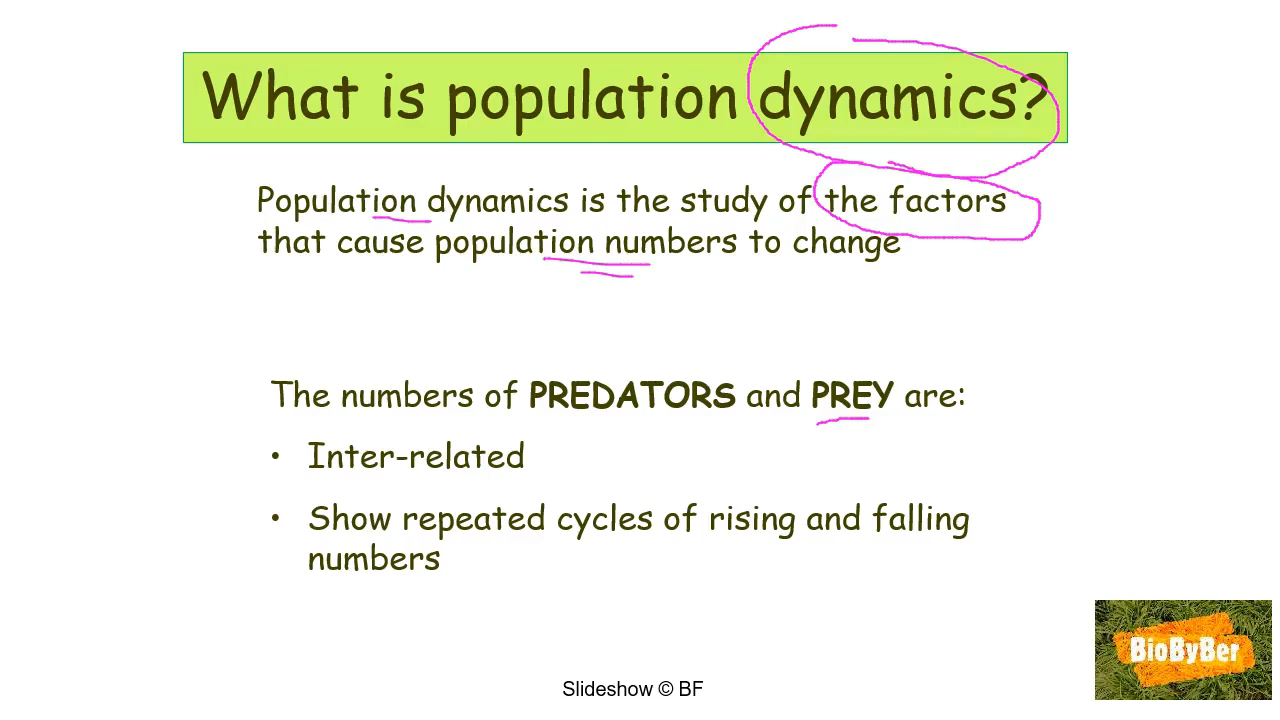 What is population dynamics?
Population dynamics is the study of the factors
that cause population numbers to change
The numbers of PREDATORS and PREY are:
• Inter-related
• Show repeated cycles of rising and falling
numbers
BioByBer
Slideshow © BF